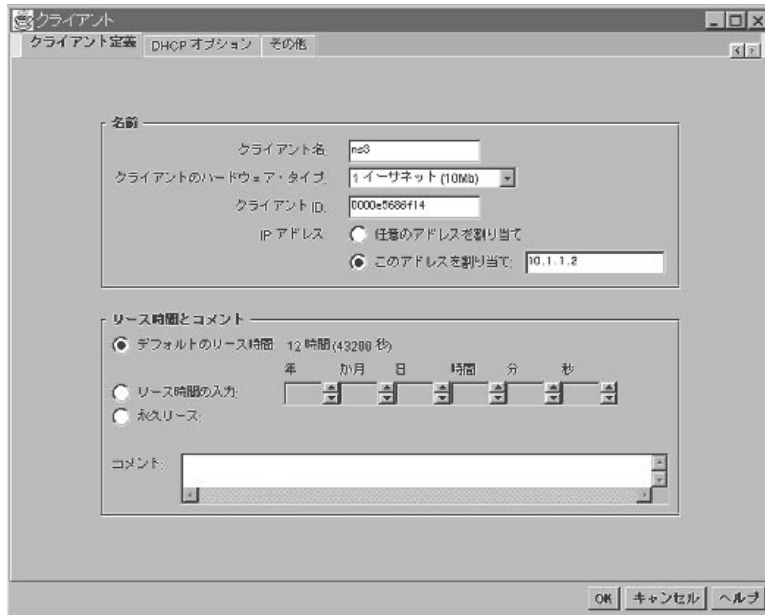 クライアント
クライアント定義 DHCP オプション その他
名前
クライアント名: ns3
クライアントのハードウェア・タイプ: 1 イーサネット (10Mb)
クライアント ID: 0000e5686f14
IP アドレス 任意のアドレスを割り当て
このアドレスを割り当て: 10.1.1.2
リース時間とコメント
デフォルトのリース時間 12 時間(43200 秒)
年 か月 日 時間 分 秒
リース時間の入力:
永久リース:
コメント:
OK キャンセル ヘルプ